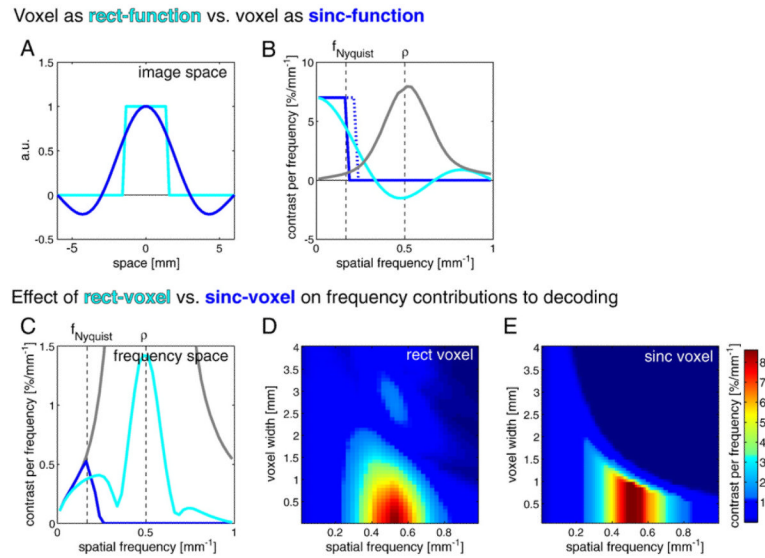 Voxel as rect-function vs. voxel as sinc-function
A
image space
1.5
1
0.5
0
-0.5
a.u.
-5 0 5
space [mm]
B
fNyquist ρ
10
5
0
-5
contrast per frequency [%/mm-1]
0 0.5 1
spatial frequency [mm-1]
Effect of rect-voxel vs. sinc-voxel on frequency contributions to decoding
C
fNyquist ρ
frequency space
1.5
1
0.5
0
contrast per frequency [%/mm-1]
0 0.5 1
spatial frequency [mm-1]
D
rect voxel
4
3.5
3
2.5
2
1.5
1
0.5
voxel width [mm]
0.2 0.4 0.6 0.8
spatial frequency [mm-1]
E
sinc voxel
4
3.5
3
2.5
2
1.5
1
0.5
voxel width [mm]
0.2 0.4 0.6 0.8
spatial frequency [mm-1]
8
7
6
5
4
3
2
1
contrast per frequency [%/mm-1]